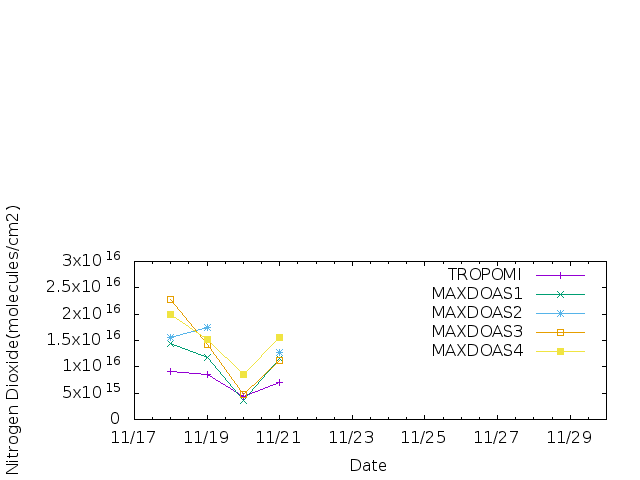 Nitrogen Dioxide(molecules/cm2)
3x10 16
2.5x10 16
2x10 16
1.5x10 16
1x10 16
5x10 15
0
TROPOMI
MAXDOAS1
MAXDOAS2
MAXDOAS3
MAXDOAS4
11/17 11/19 11/21 11/23 11/25 11/27 11/29
Date